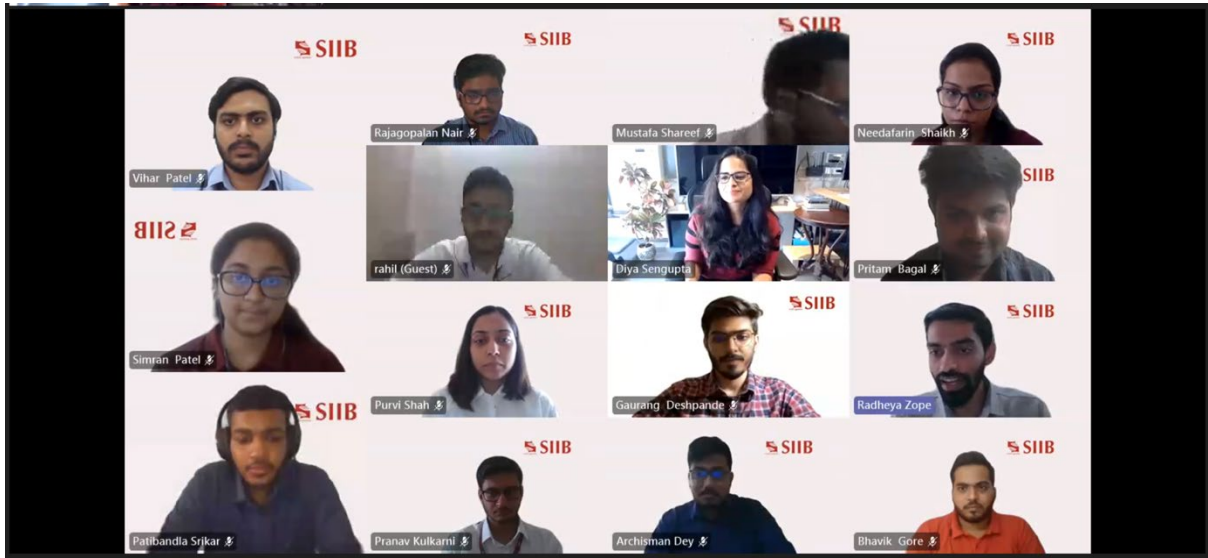 SIIB
Vihar Patel
SIIB
Rajagopalan Nair
SIIB
Mustafa Shareef
SIIB
Needafarin Shaikh
SIIB
Simran Patel
rahil (Guest)
Diya Sengupta
SIIB
Pritam Bagal
SIIB
Purvi Shah
SIIB
Gaurang Deshpande
SIIB
Radheya Zope
SIIB
Patibandla Srikar
SIIB
Pranav Kulkarni
SIIB
Archisman Dey
SIIB
Bhavik Gore